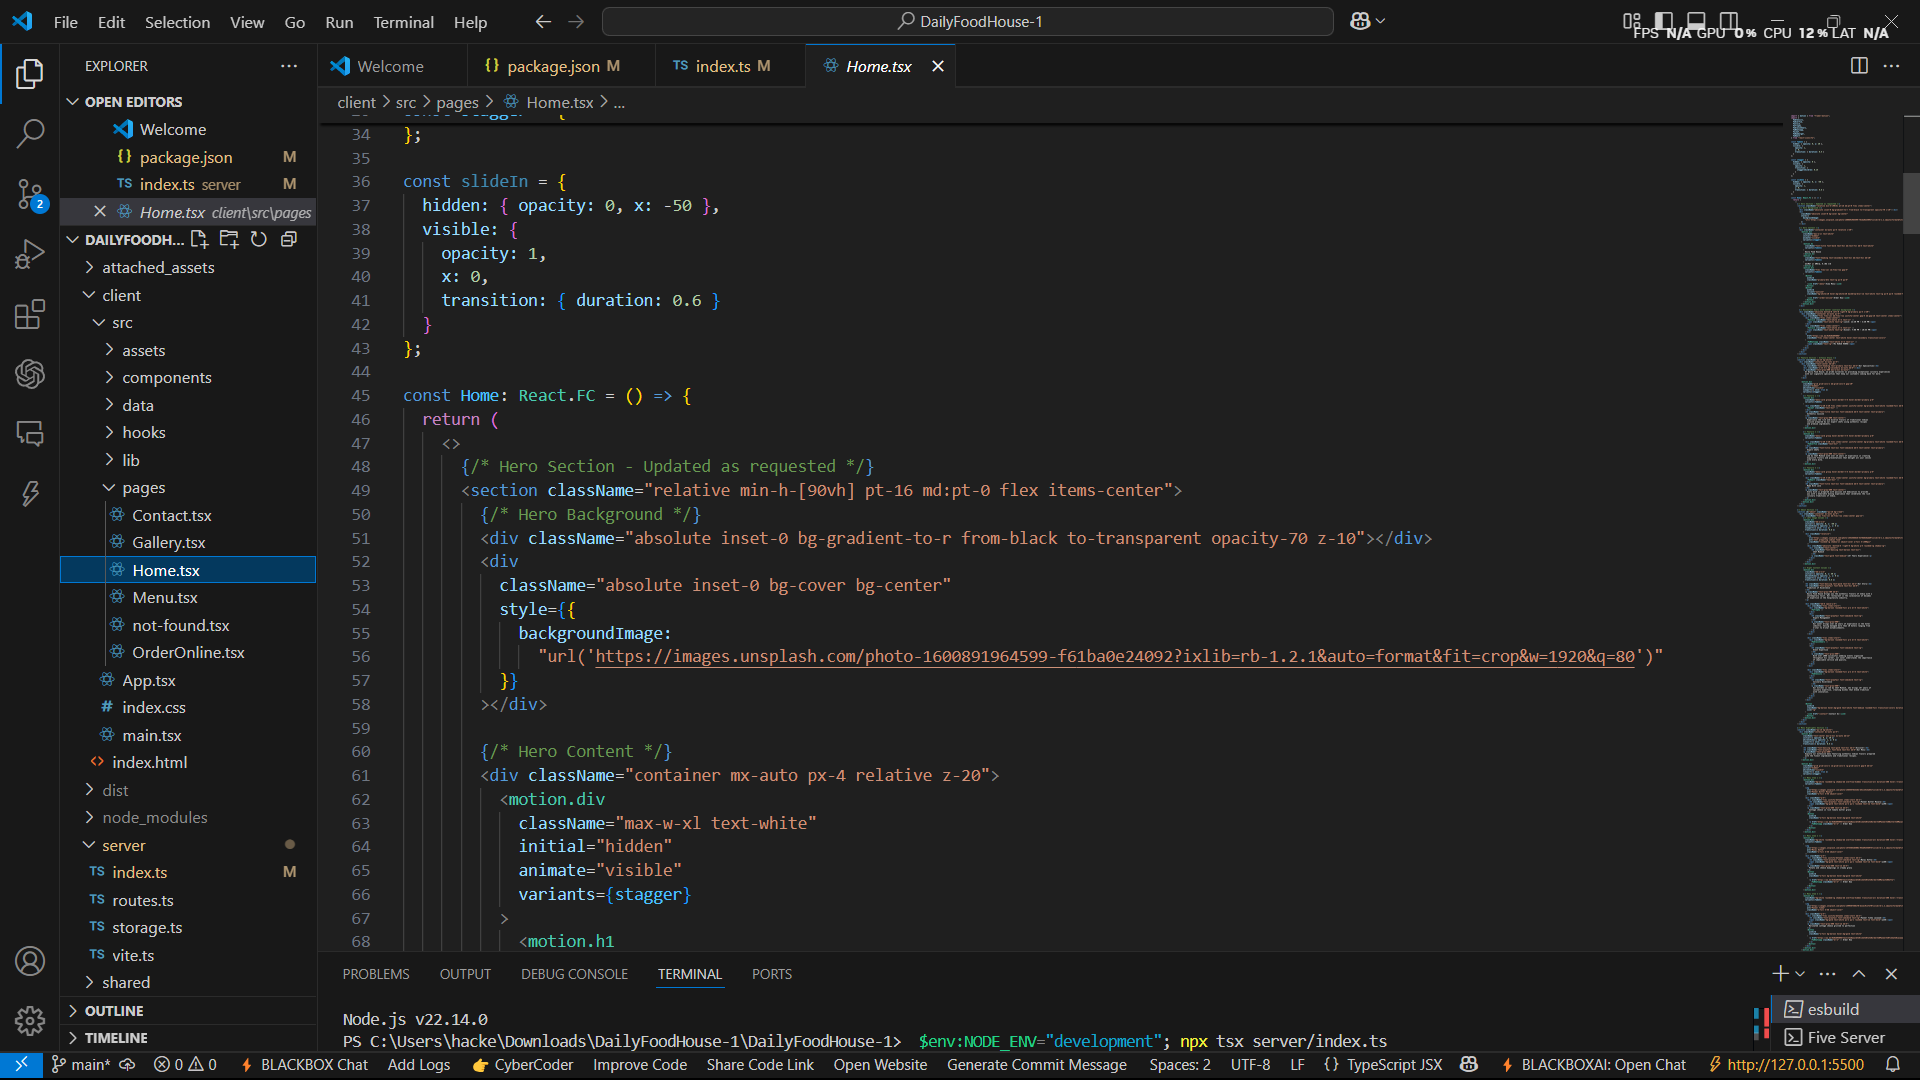 File Edit Selection View Go Run Terminal Help
DailyFoodHouse-1
FPS N/A GPU 0% CPU 12% LAT N/A
EXPLORER
OPEN EDITORS
Welcome
package.json M
TS index.ts server M
Home.tsx client\src\pages
DAILYFOODH...
attached_assets
client
src
assets
components
data
hooks
lib
pages
Contact.tsx
Gallery.tsx
Home.tsx
Menu.tsx
not-found.tsx
OrderOnline.tsx
App.tsx
# index.css
main.tsx
<> index.html
dist
node_modules
server
TS index.ts M
TS routes.ts
TS storage.ts
TS vite.ts
shared
OUTLINE
TIMELINE
2
Welcome
{} package.json M
TS index.ts M
Home.tsx
client > src > pages > Home.tsx > ...
34 };
35
36 const slideIn = {
37 hidden: { opacity: 0, x: -50 },
38 visible: {
39 opacity: 1,
40 x: 0,
41 transition: { duration: 0.6 }
42 }
43 };
44
45 const Home: React.FC = () => {
46 return (
47 <>
48 {/* Hero Section - Updated as requested */}
49 <section className="relative min-h-[90vh] pt-16 md:pt-0 flex items-center">
50 {/* Hero Background */}
51 <div className="absolute inset-0 bg-gradient-to-r from-black to-transparent opacity-70 z-10"></div>
52 <div
53 className="absolute inset-0 bg-cover bg-center"
54 style={{
55 backgroundImage:
56 "url('https://images.unsplash.com/photo-1600891964599-f61ba0e24092?ixlib=rb-1.2.1&auto=format&fit=crop&w=1920&q=80')"
57 }}
58 ></div>
59
60 {/* Hero Content */}
61 <div className="container mx-auto px-4 relative z-20">
62 <motion.div
63 className="max-w-xl text-white"
64 initial="hidden"
65 animate="visible"
66 variants={stagger}
67 >
68 <motion.h1
PROBLEMS OUTPUT DEBUG CONSOLE TERMINAL PORTS
Node.js v22.14.0
PS C:\Users\hacke\Downloads\DailyFoodHouse-1\DailyFoodHouse-1> $env:NODE_ENV="development"; npx tsx server/index.ts
esbuild
Five Server
main* 0 0 BLACKBOX Chat Add Logs CyberCoder Improve Code Share Code Link Open Website Generate Commit Message Spaces: 2 UTF-8 LF {} TypeScript JSX BLACKBOXAI: Open Chat http://127.0.0.1:5500